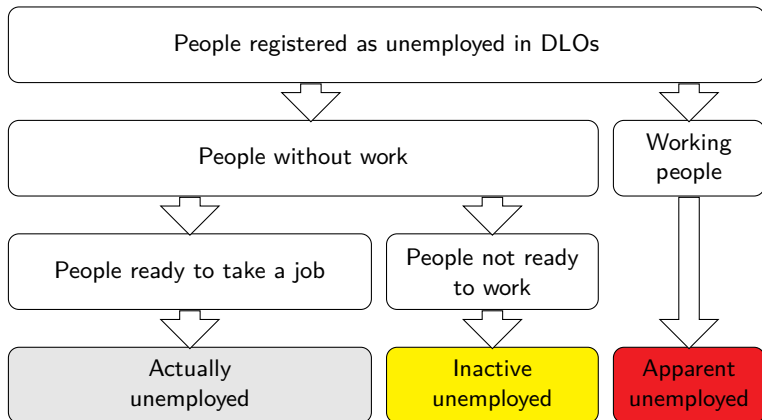 People registered as unemployed in DLOs
People without work
Working
people
People ready to take a job
People not ready
to work
Actually
unemployed
Inactive
unemployed
Apparent
unemployed